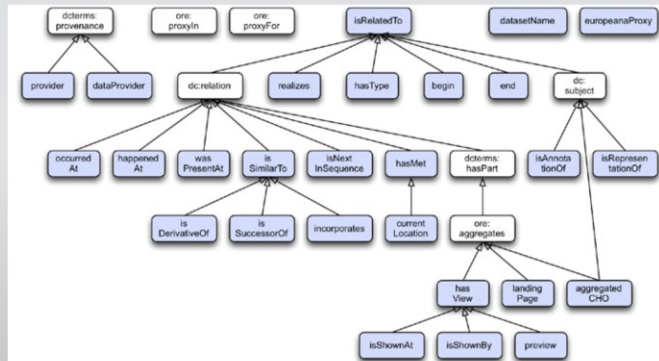 dcterms:
provenance
ore:
proxyIn
ore:
proxyFor
isRelatedTo
datasetName
europeanaProxy
provider
dataProvider
dc:relation
realizes
hasType
begin
end
dc:
subject
occurred
At
happened
At
was
PresentAt
is
SimilarTo
isNext
InSequence
hasMet
dcterms:
hasPart
isAnnota
tionOf
isRepresen
tationOf
is
DerivativeOf
is
SuccessorOf
incorporates
current
Location
ore:
aggregates
has
View
landing
Page
aggregated
CHO
isShownAt
isShownBy
preview